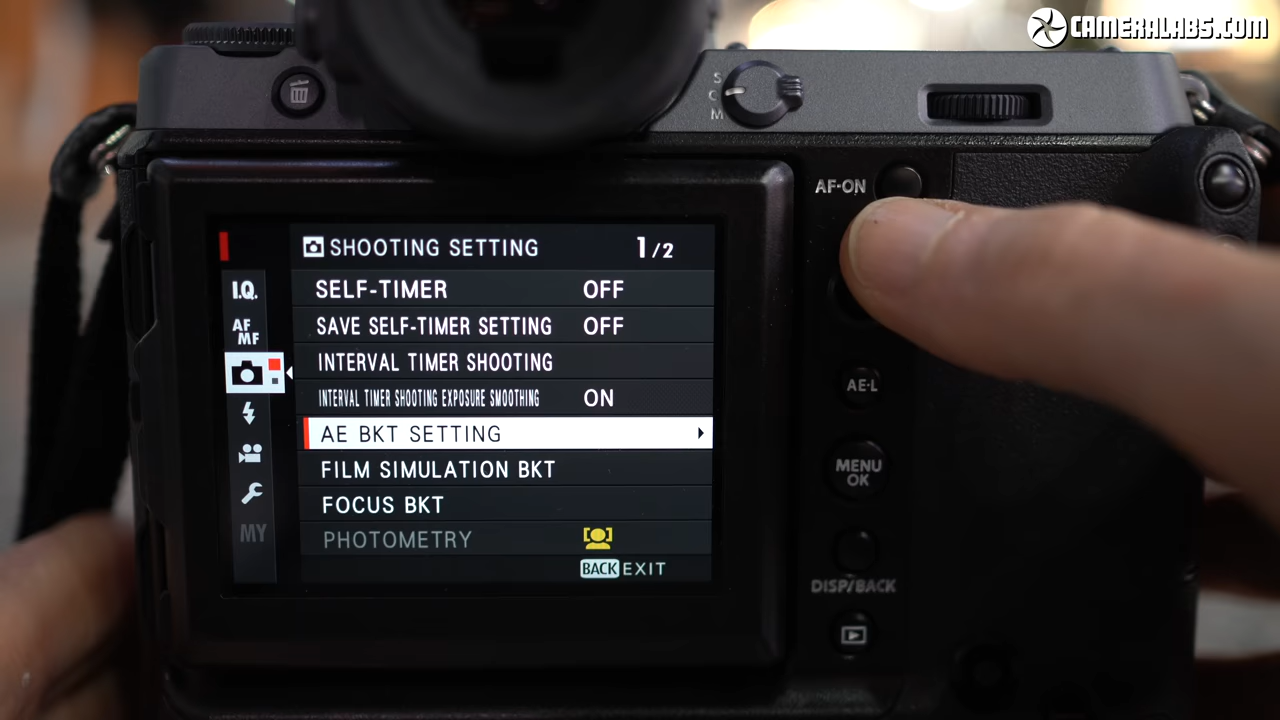 CAMERALABS.COM
S
C
M
AF-ON
SHOOTING SETTING 1/2
I.Q.
SELF-TIMER OFF
AF MF
SAVE SELF-TIMER SETTING OFF
INTERVAL TIMER SHOOTING
INTERVAL TIMER SHOOTING EXPOSURE SMOOTHING ON
AE-L
AE BKT SETTING
FILM SIMULATION BKT
MENU
OK
FOCUS BKT
MY
PHOTOMETRY
BACK EXIT
DISP/BACK